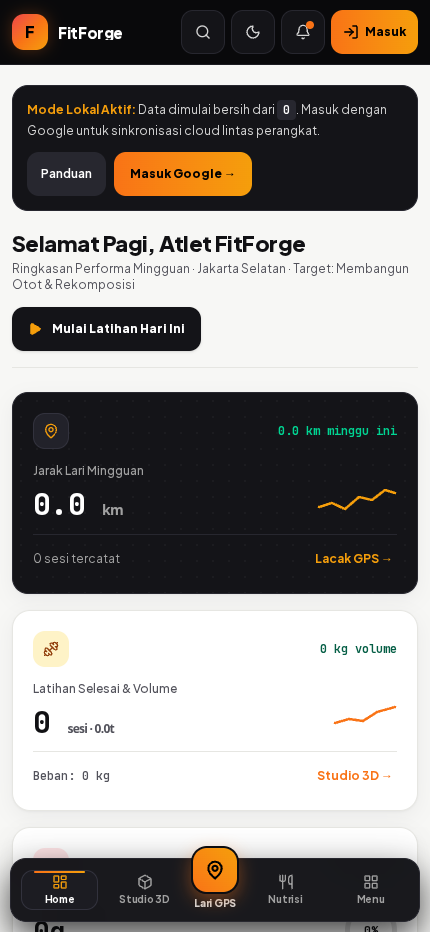 F FitForge Masuk
Mode Lokal Aktif: Data dimulai bersih dari 0. Masuk dengan
Google untuk sinkronisasi cloud lintas perangkat.
Panduan Masuk Google →
Selamat Pagi, Atlet FitForge
Ringkasan Performa Mingguan · Jakarta Selatan · Target: Membangun
Otot & Rekomposisi
Mulai Latihan Hari Ini
0.0 km minggu ini
Jarak Lari Mingguan
0.0 km
0 sesi tercatat Lacak GPS →
0 kg volume
Latihan Selesai & Volume
0 sesi · 0.0t
Beban: 0 kg Studio 3D →
Home Studio 3D Lari GPS Nutrisi Menu
0g 0%